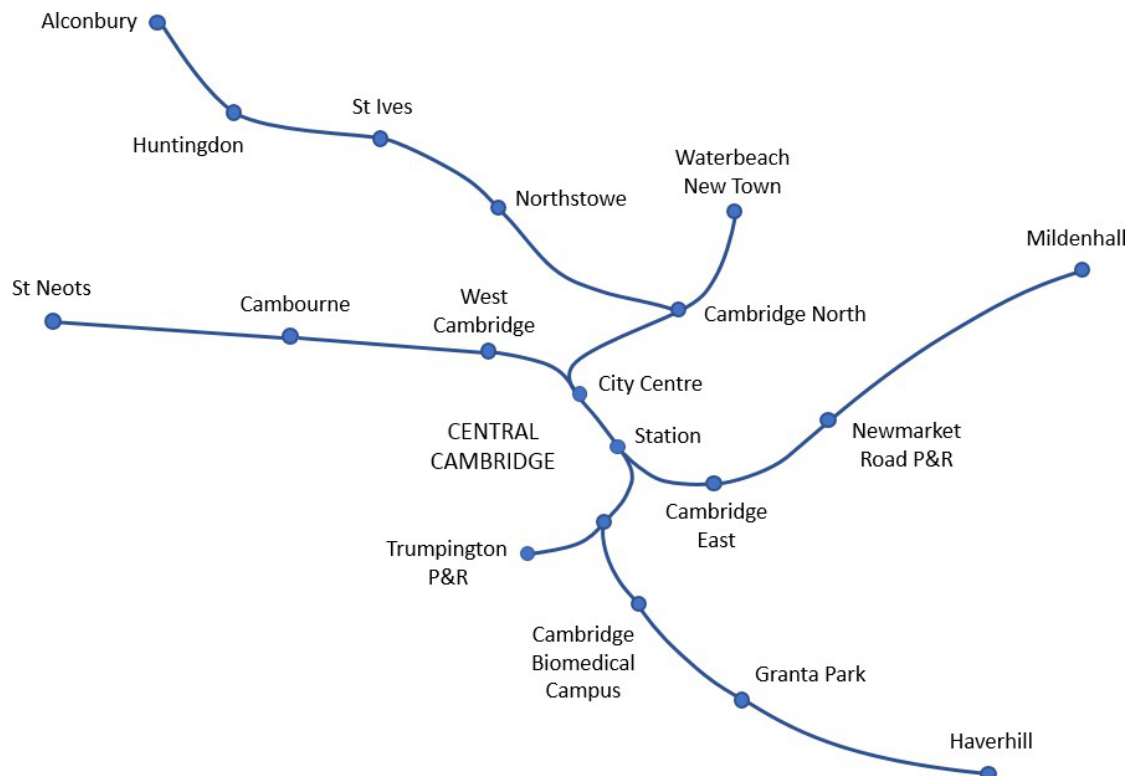 Alconbury
St Ives
Huntingdon
Waterbeach
New Town
Northstowe
Mildenhall
St Neots
Cambourne
West
Cambridge
Cambridge North
City Centre
CENTRAL
CAMBRIDGE
Station
Newmarket
Road P&R
Cambridge
East
Trumpington
P&R
Cambridge
Biomedical
Campus
Granta Park
Haverhill